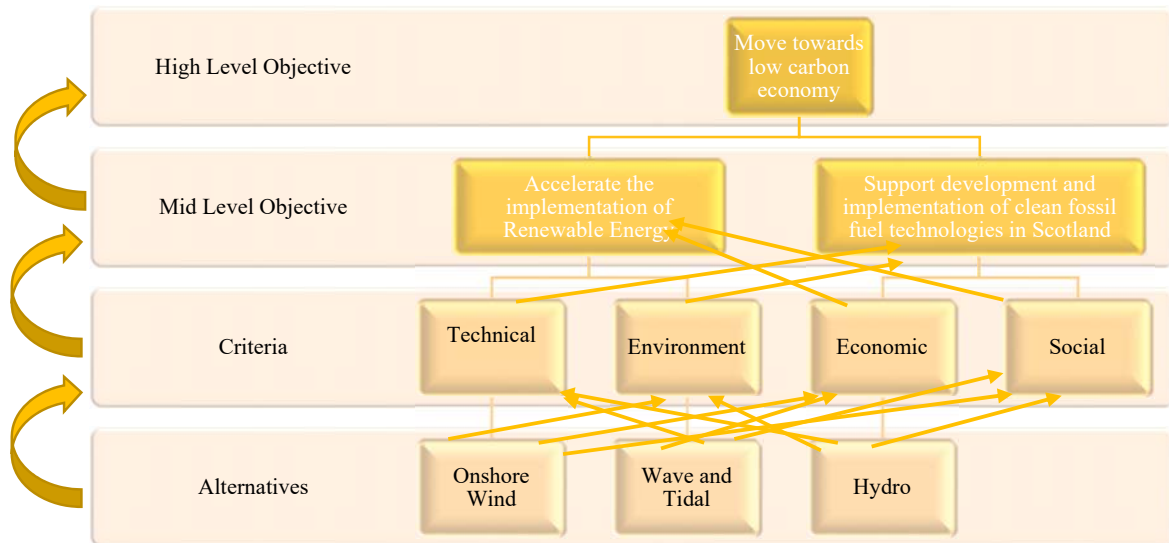 High Level Objective
Move towards
low carbon
economy
Mid Level Objective
Accelerate the
implementation of
Renewable Energy
Support development and
implementation of clean fossil
fuel technologies in Scotland
Criteria
Technical
Environment
Economic
Social
Alternatives
Onshore
Wind
Wave and
Tidal
Hydro